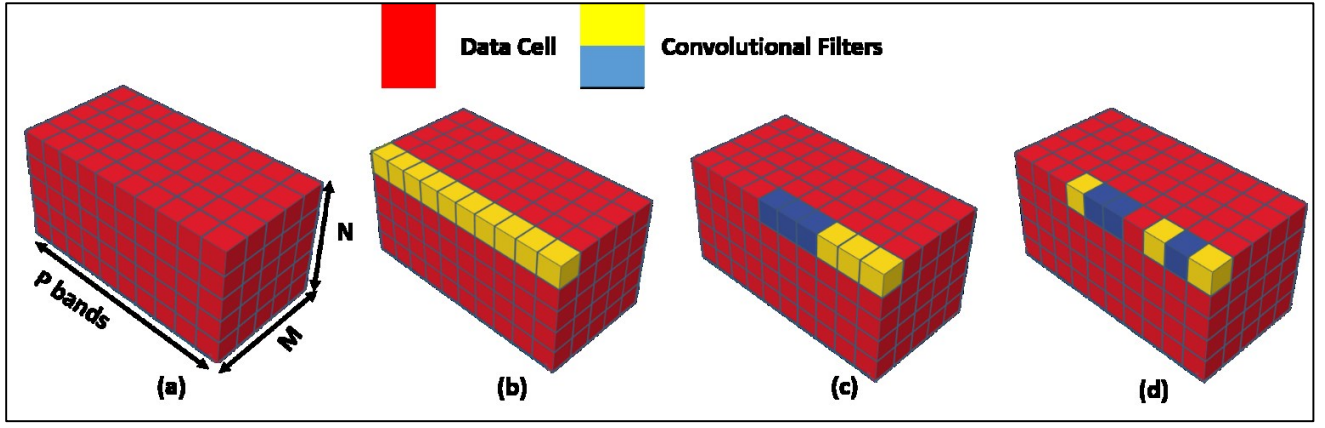 Data Cell
Convolutional Filters
N
P bands
M
(a)
(b)
(c)
(d)